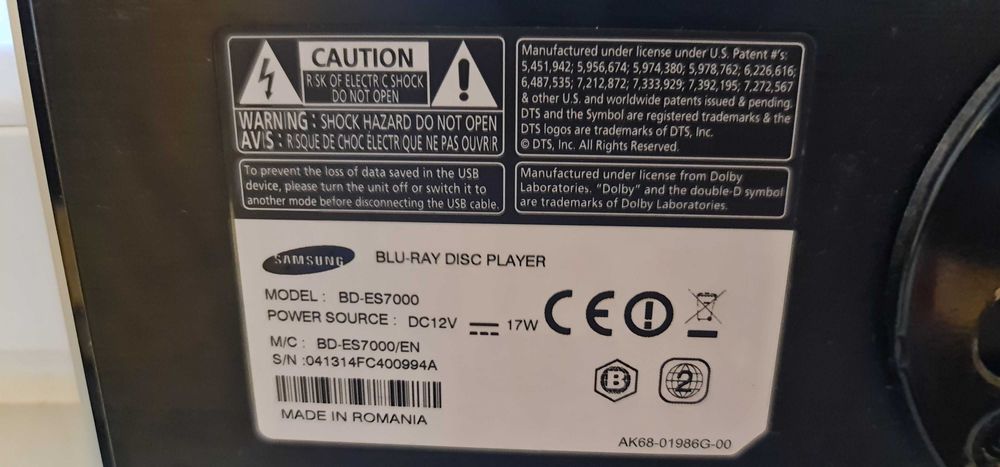 CAUTION
RISK OF ELECTRIC SHOCK
DO NOT OPEN
WARNING : SHOCK HAZARD DO NOT OPEN
AVIS : RISQUE DE CHOC ÉLECTRIQUE NE PAS OUVRIR
To prevent the loss of data saved in the USB
device, please turn the unit off or switch it to
another mode before disconnecting the USB cable.
Manufactured under license under U.S. Patent #'s:
5,451,942; 5,956,674; 5,974,380; 5,978,762; 6,226,616;
6,487,535; 7,212,872; 7,333,929; 7,392,195; 7,272,567
& other U.S. and worldwide patents issued & pending.
DTS and the Symbol are registered trademarks & the
DTS logos are trademarks of DTS, Inc.
© DTS, Inc. All Rights Reserved.
Manufactured under license from Dolby
Laboratories. "Dolby" and the double-D symbol
are trademarks of Dolby Laboratories.
SAMSUNG BLU-RAY DISC PLAYER
MODEL : BD-ES7000
POWER SOURCE : DC12V 17W
M/C : BD-ES7000/EN
S/N :041314FC400994A
MADE IN ROMANIA
CE
B 2
AK68-01986G-00